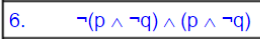 6. ¬(p ∧ ¬q) ∧ (p ∧ ¬q)